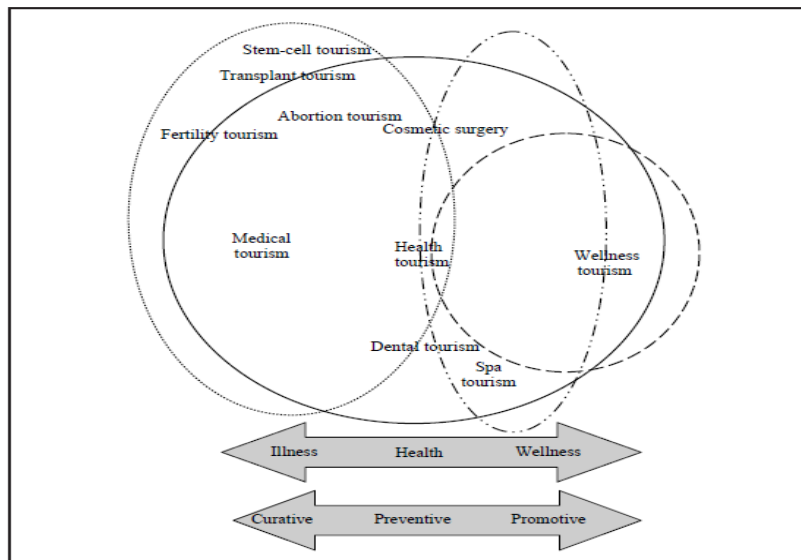 Stem-cell tourism
Transplant tourism
Abortion tourism
Fertility tourism
Cosmetic surgery
Medical
tourism
Health
tourism
Wellness
tourism
Dental tourism
Spa
tourism
Illness Health Wellness
Curative Preventive Promotive